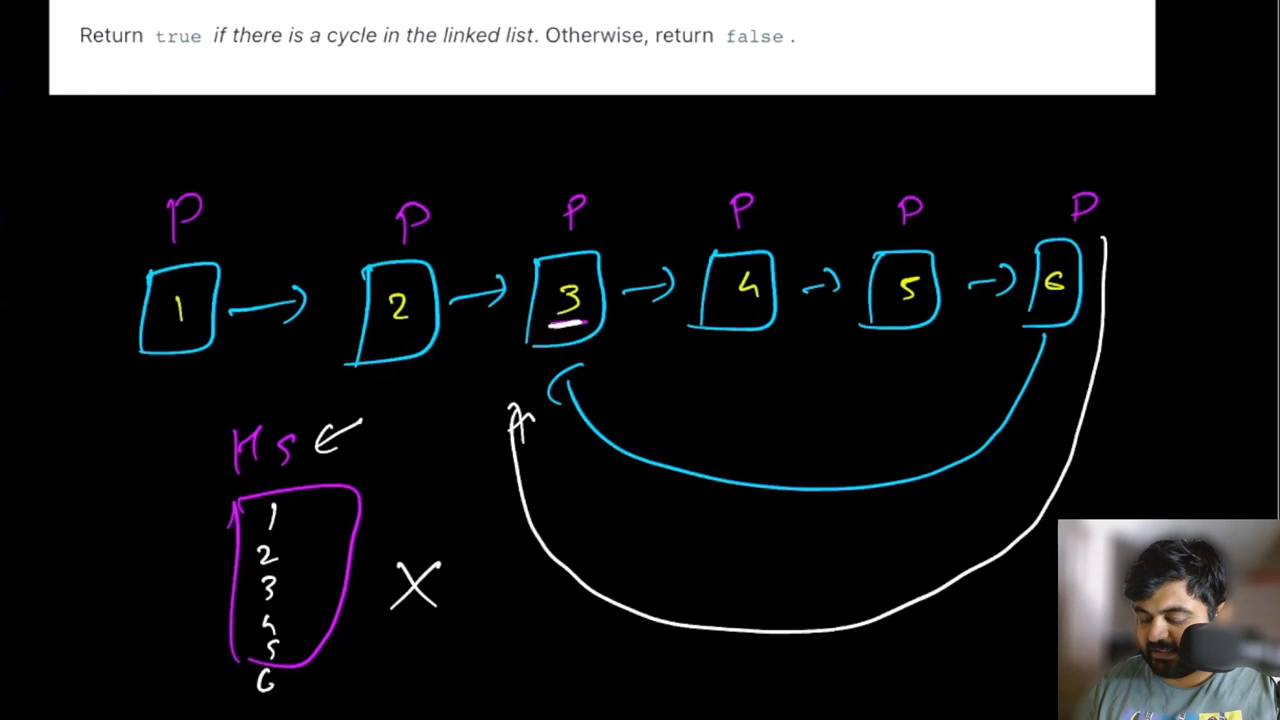 Return true if there is a cycle in the linked list. Otherwise, return false.
P P P P P P
1 2 3 4 5 6
HS
1
2
3
4
5
6
X